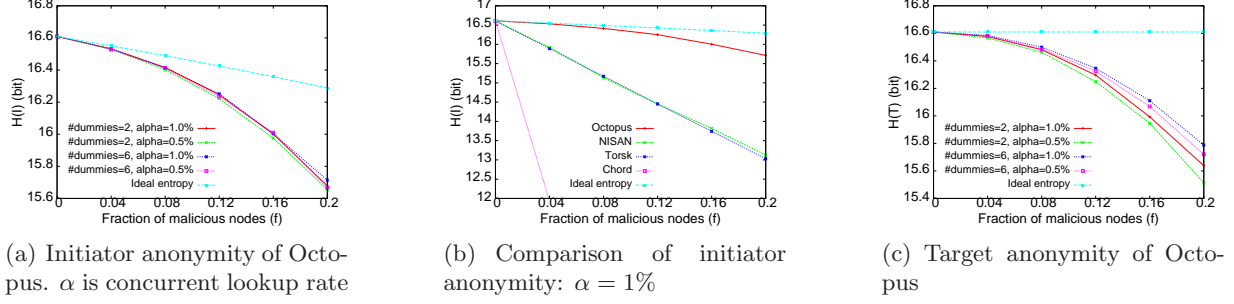 16.8
16.6
16.4
16.2
16
15.8
15.6
H(I) (bit)
#dummies=2, alpha=1.0%
#dummies=2, alpha=0.5%
#dummies=6, alpha=1.0%
#dummies=6, alpha=0.5%
Ideal entropy
0 0.04 0.08 0.12 0.16 0.2
Fraction of malicious nodes (f)
(a) Initiator anonymity of Octo-
pus. α is concurrent lookup rate
16.5
16
15.5
15
14.5
14
13.5
13
12.5
12
H(I) (bit)
Octopus
NISAN
Torsk
Chord
Ideal entropy
0 0.04 0.08 0.12 0.16 0.2
Fraction of malicious nodes (f)
(b) Comparison of initiator
anonymity: α = 1%
16.8
16.6
16.4
16.2
16
15.8
15.6
15.4
H(T) (bit)
#dummies=2, alpha=1.0%
#dummies=2, alpha=0.5%
#dummies=6, alpha=1.0%
#dummies=6, alpha=0.5%
Ideal entropy
0 0.04 0.08 0.12 0.16 0.2
Fraction of malicious nodes (f)
(c) Target anonymity of Octo-
pus